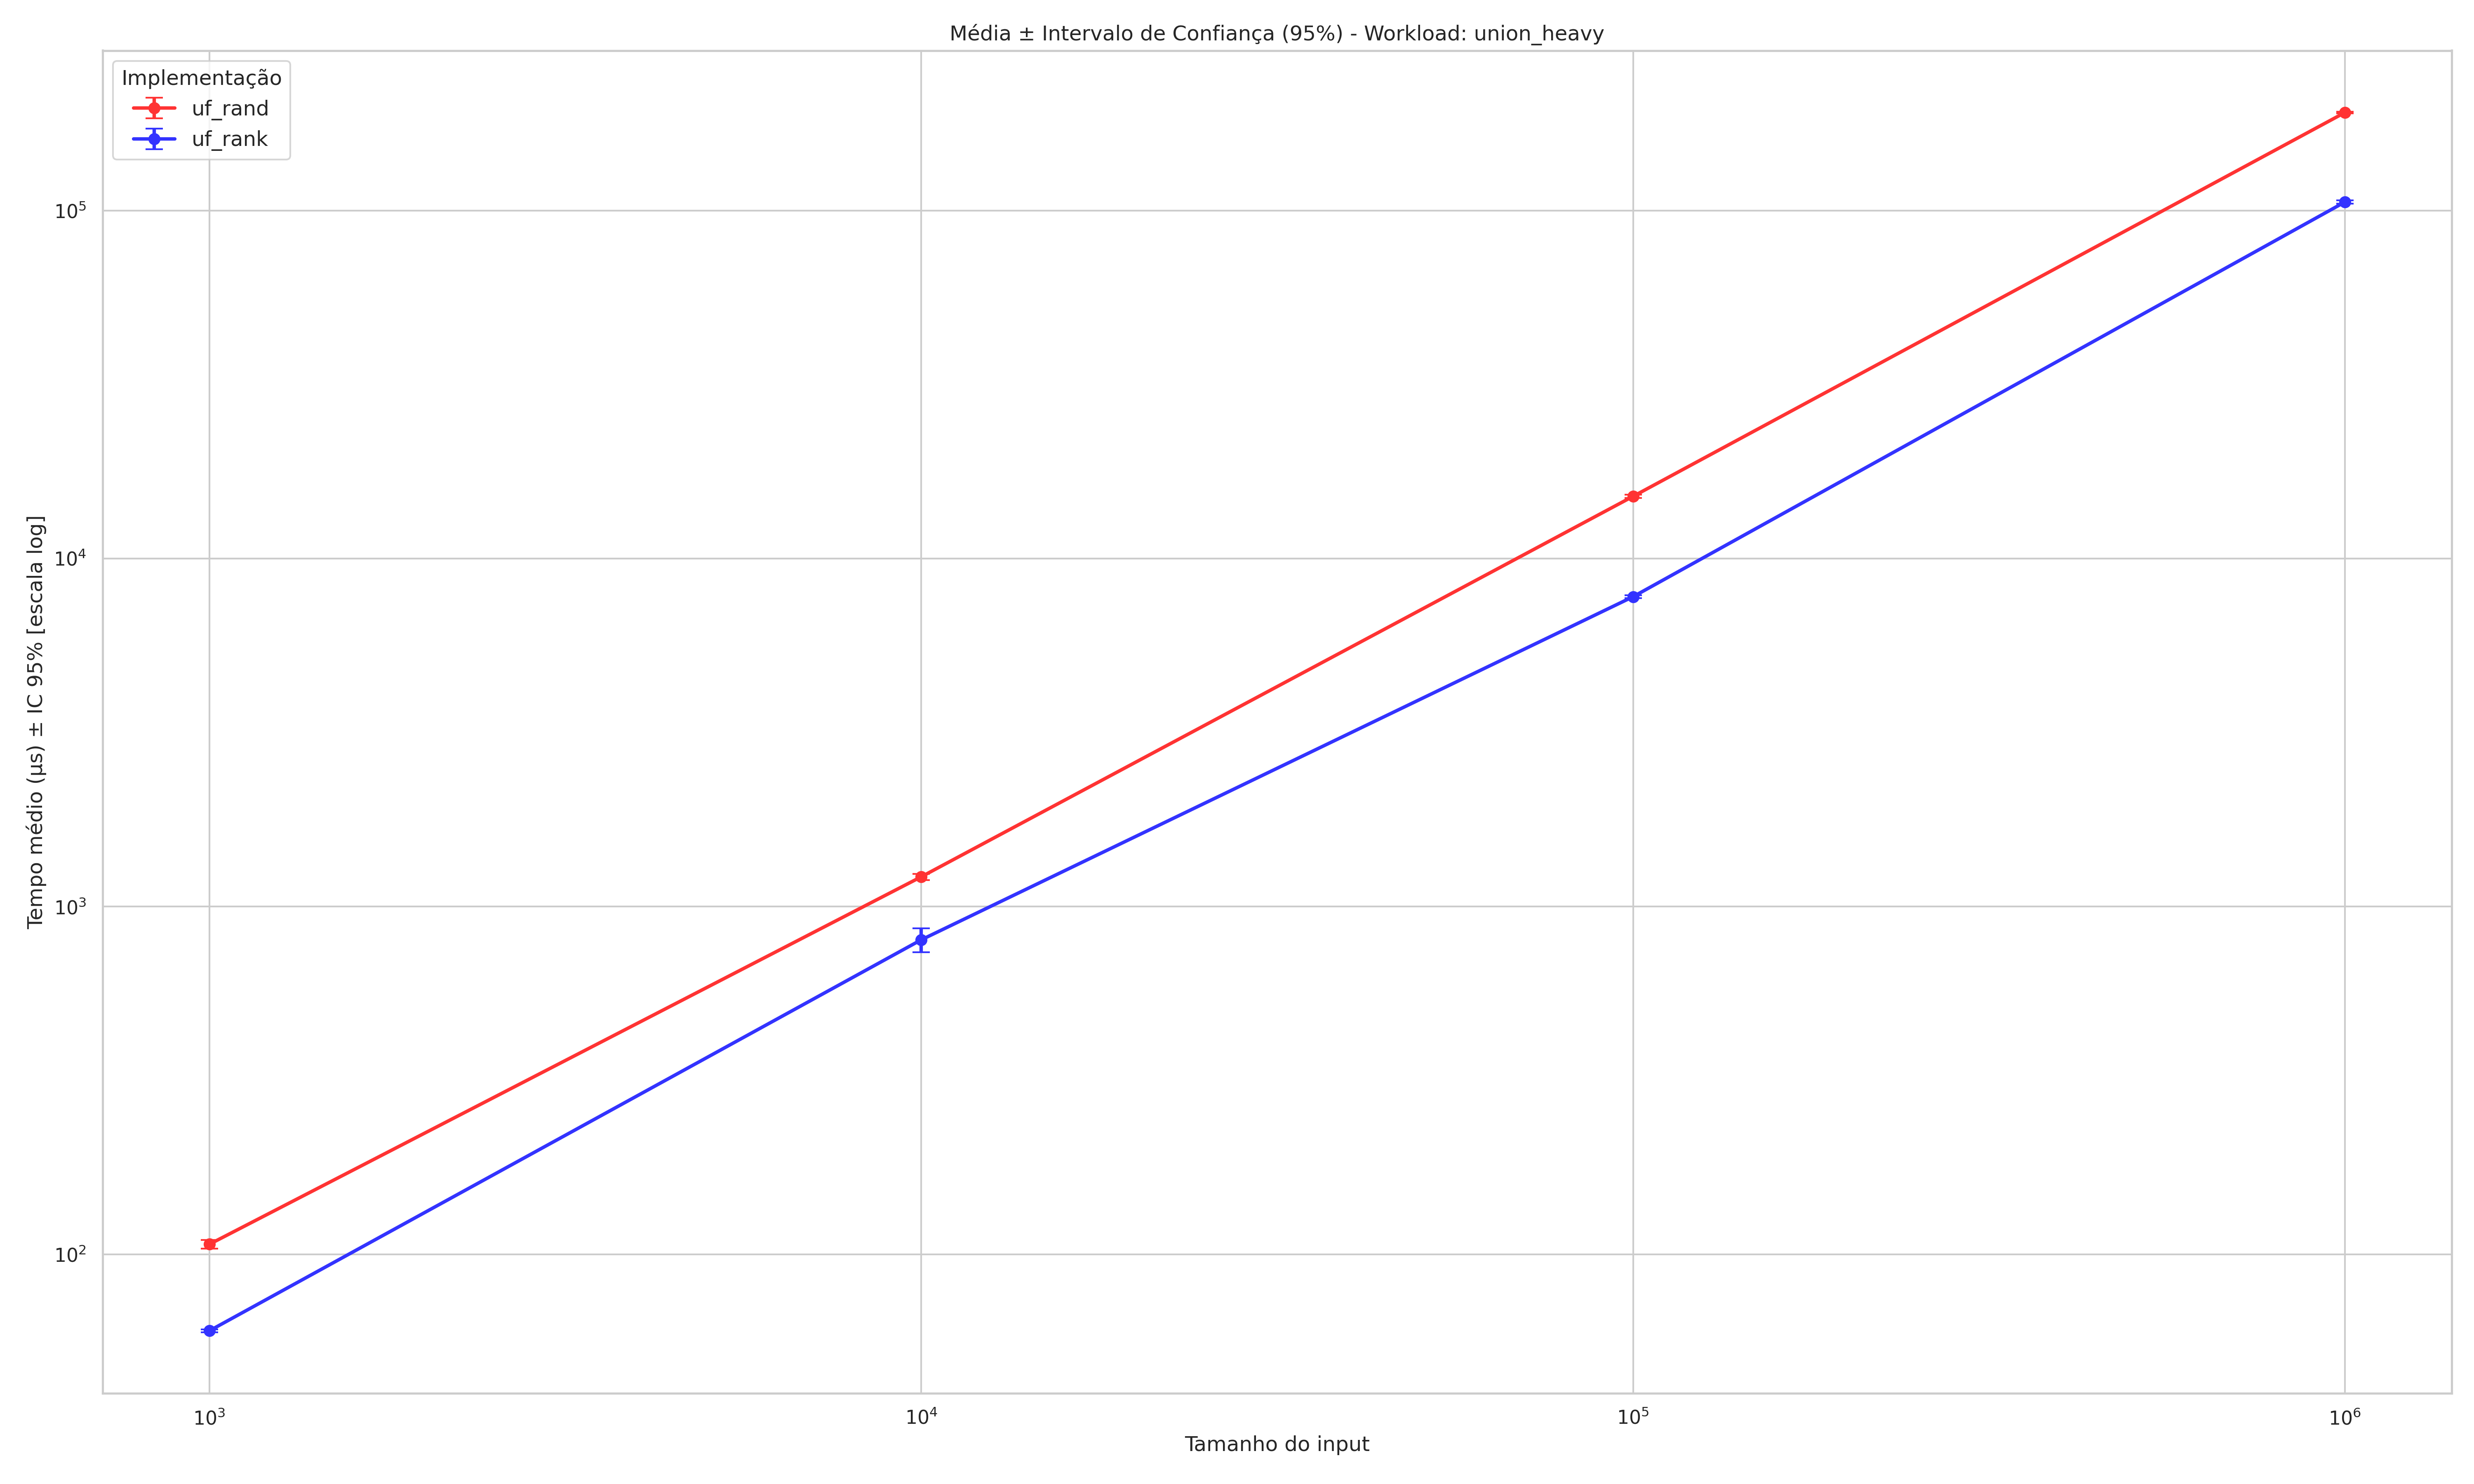 Média ± Intervalo de Confiança (95%) - Workload: union_heavy
Implementação
uf_rand
uf_rank
10⁵
10⁴
10³
10²
Tempo médio (µs) ± IC 95% [escala log]
10³ 10⁴ 10⁵ 10⁶
Tamanho do input